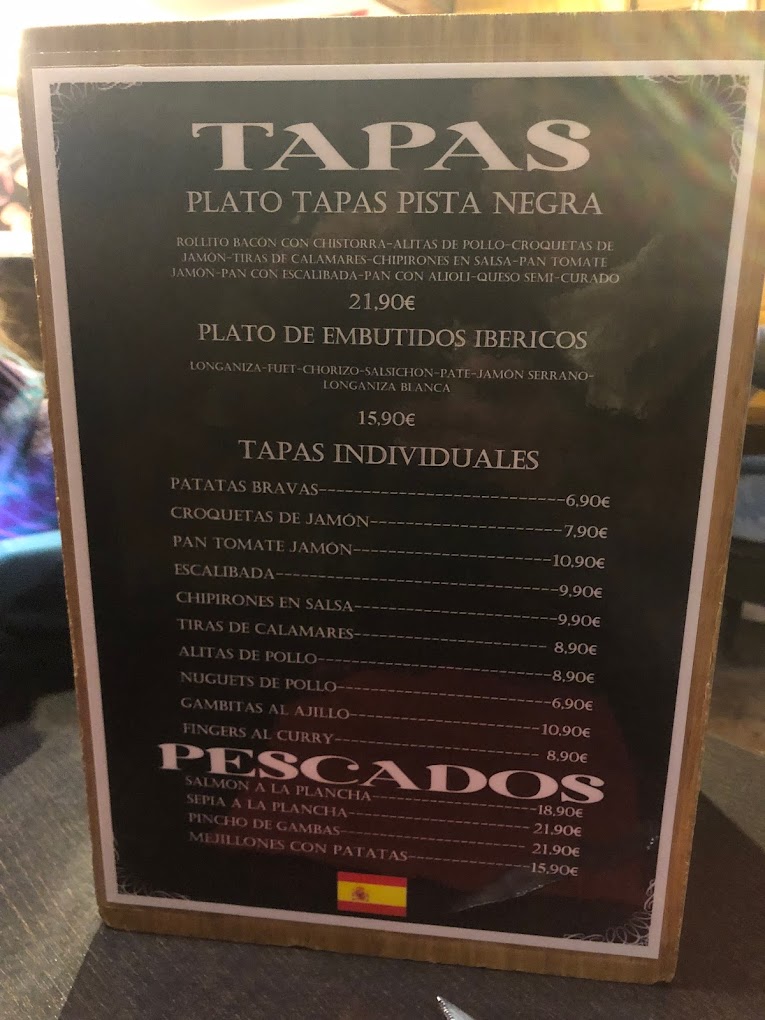 TAPAS
PLATO TAPAS PISTA NEGRA
ROLLITO BACON CON CHISTORRA-ALITAS DE POLLO-CROQUETAS DE
JAMÓN-TIRAS DE CALAMARES-CHIPIRONES EN SALSA-PAN TOMATE
JAMON-PAN CON ESCALIBADA-PAN CON ALIOLI-QUESO SEMI-CURADO
21,90€
PLATO DE EMBUTIDOS IBERICOS
LONGANIZA-FUET-CHORIZO-SALSICHON-PATE-JAMÓN SERRANO-
LONGANIZA BLANCA
15,90€
TAPAS INDIVIDUALES
PATATAS BRAVAS---------------------------6,90€
CROQUETAS DE JAMÓN---------------------7,90€
PAN TOMATE JAMÓN----------------------10,90€
ESCALIBADA-------------------------------9,90€
CHIPIRONES EN SALSA----------------------9,90€
TIRAS DE CALAMARES--------------------- 8,90€
ALITAS DE POLLO--------------------------8,90€
NUGUETS DE POLLO-----------------------6,90€
GAMBITAS AL AJILLO---------------------10,90€
FINGERS AL CURRY----------------------- 8,90€
PESCADOS
SALMON A LA PLANCHA------------------18,90€
SEPIA A LA PLANCHA-------------------- 21,90€
PINCHO DE GAMBAS--------------------- 21,90€
MEJILLONES CON PATATAS--------------15,90€